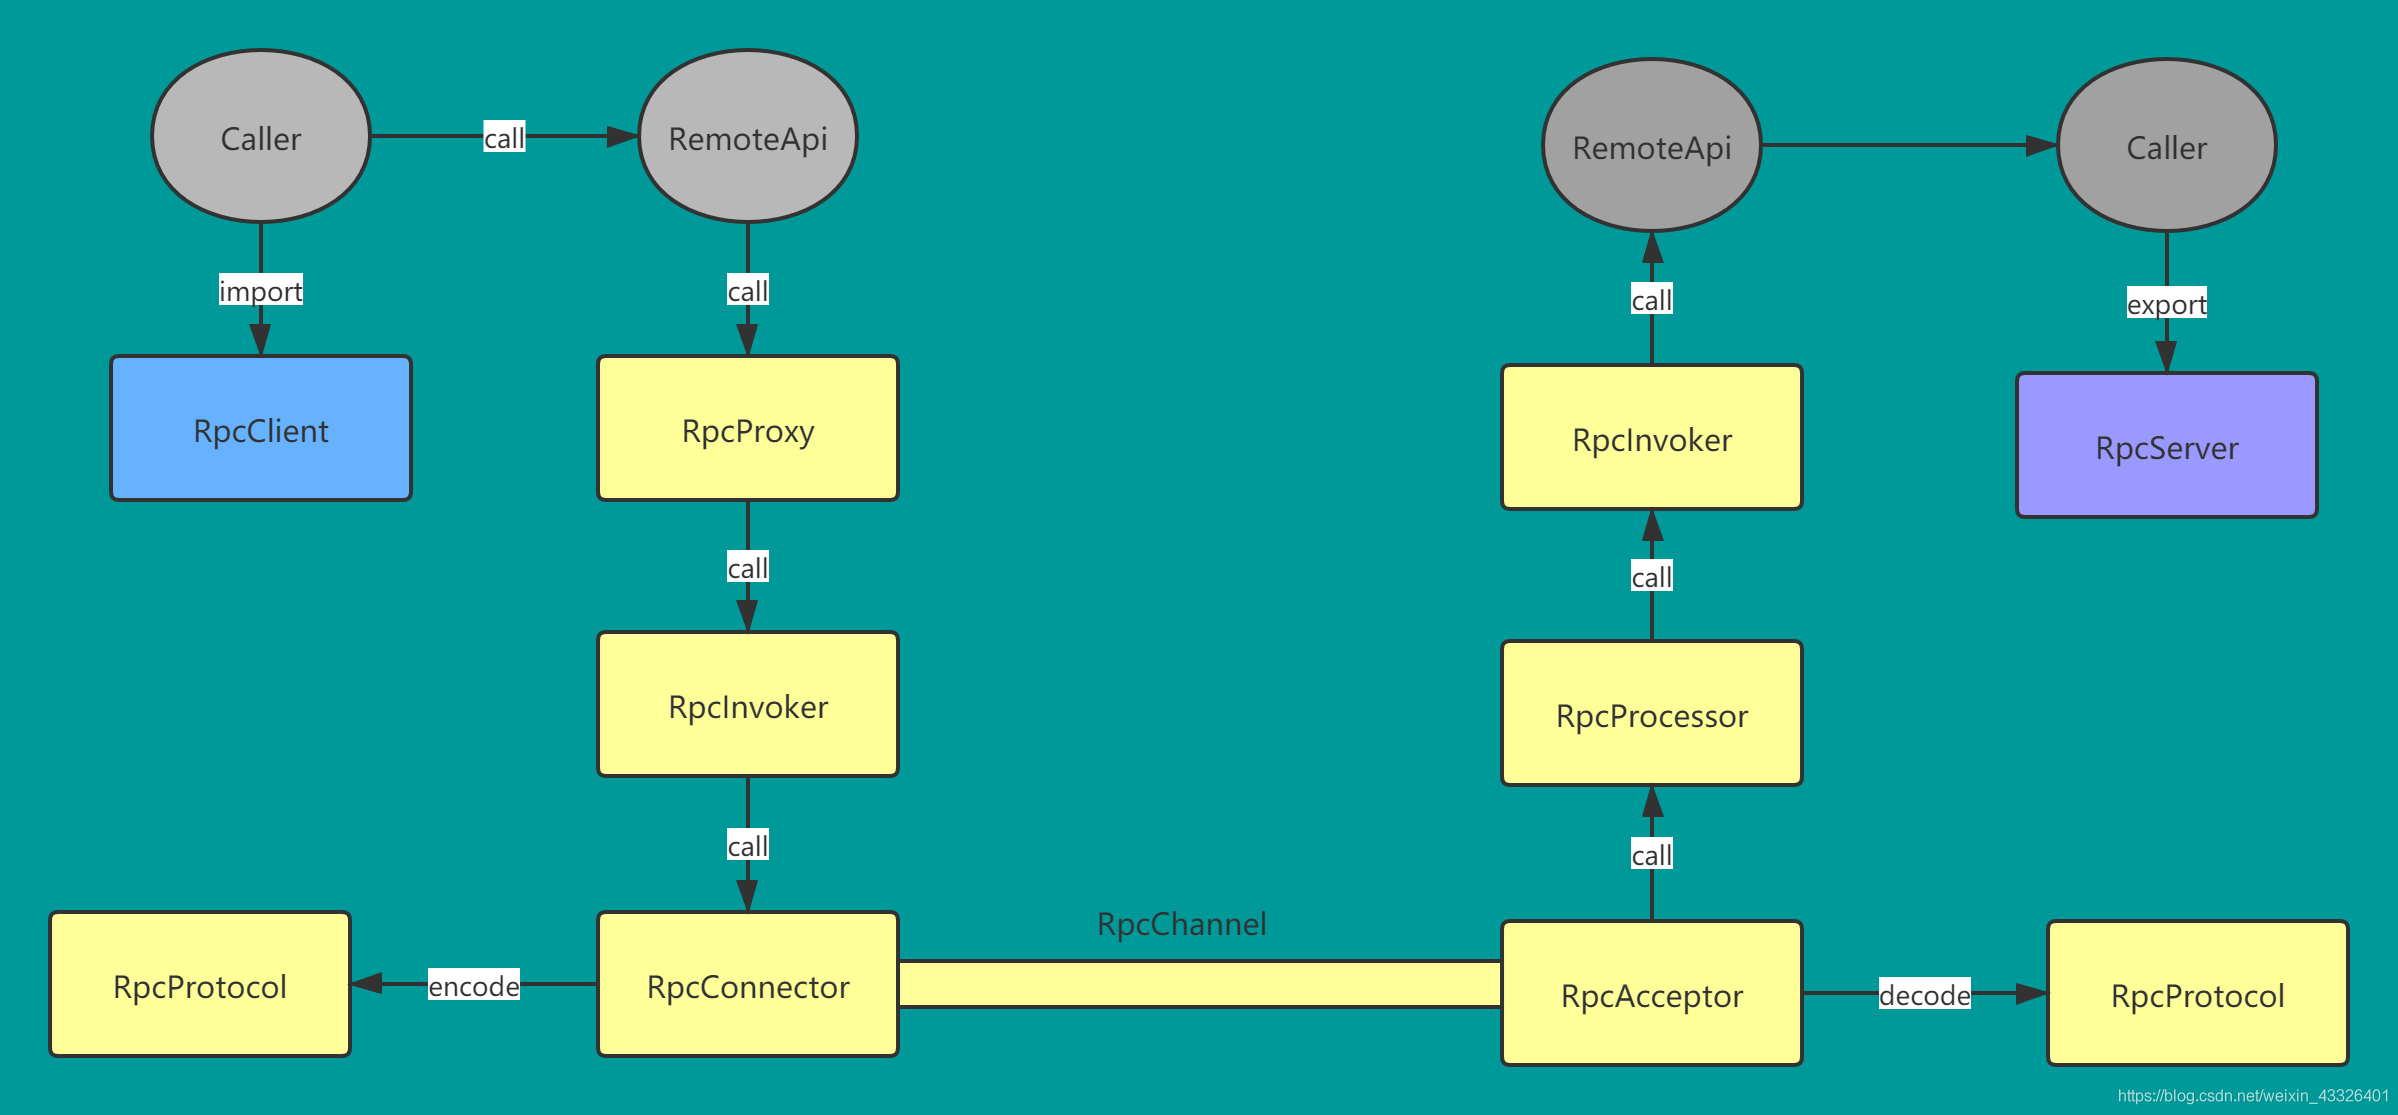 Caller
call
RemoteApi
RemoteApi
Caller
import
call
call
export
RpcClient
RpcProxy
RpcInvoker
RpcServer
call
call
RpcInvoker
RpcProcessor
call
call
RpcChannel
RpcProtocol
encode
RpcConnector
RpcAcceptor
decode
RpcProtocol
https://blog.csdn.net/weixin_43326401